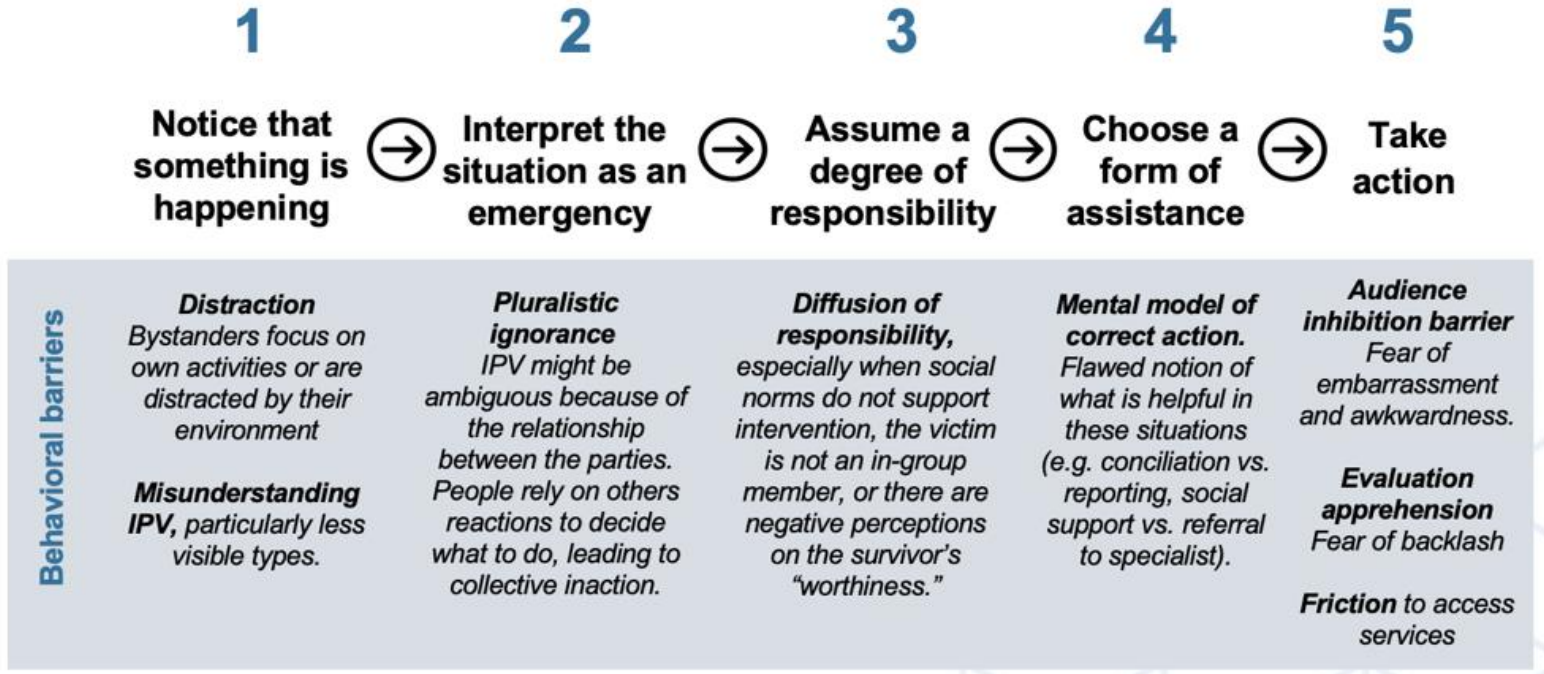 1
Notice that
something is
happening
2
Interpret the
situation as an
emergency
3
Assume a
degree of
responsibility
4
Choose a
form of
assistance
5
Take
action
Behavioral barriers
Distraction
Bystanders focus on
own activities or are
distracted by their
environment
Misunderstanding
IPV, particularly less
visible types.
Pluralistic
ignorance
IPV might be
ambiguous because of
the relationship
between the parties.
People rely on others
reactions to decide
what to do, leading to
collective inaction.
Diffusion of
responsibility,
especially when social
norms do not support
intervention, the victim
is not an in-group
member, or there are
negative perceptions
on the survivor's
“worthiness.”
Mental model of
correct action.
Flawed notion of
what is helpful in
these situations
(e.g. conciliation vs.
reporting, social
support vs. referral
to specialist).
Audience
inhibition barrier
Fear of
embarrassment
and awkwardness.
Evaluation
apprehension
Fear of backlash
Friction to access
services